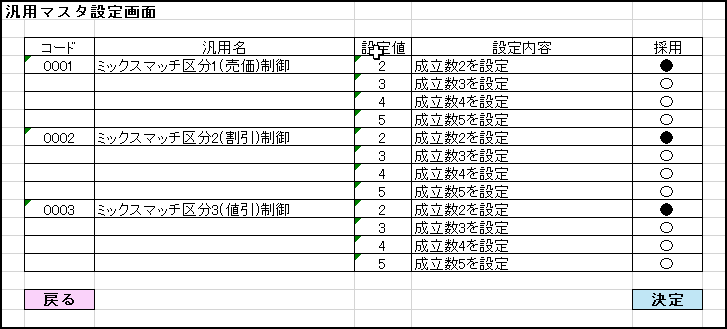 汎用マスタ設定画面
コード 汎用名 設定値 設定内容 採用
0001 ミックスマッチ区分1(売価)制御 2 成立数2を設定 ●
3 成立数3を設定 ○
4 成立数4を設定 ○
5 成立数5を設定 ○
0002 ミックスマッチ区分2(割引)制御 2 成立数2を設定 ●
3 成立数3を設定 ○
4 成立数4を設定 ○
5 成立数5を設定 ○
0003 ミックスマッチ区分3(値引)制御 2 成立数2を設定 ●
3 成立数3を設定 ○
4 成立数4を設定 ○
5 成立数5を設定 ○
戻る 決定